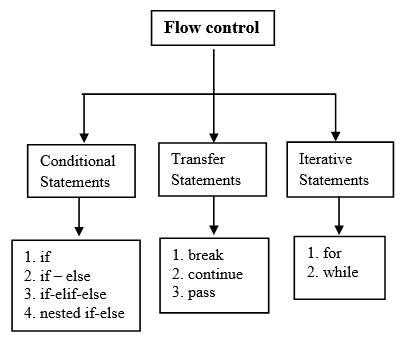 Flow control
Conditional
Statements
Transfer
Statements
Iterative
Statements
1. if
2. if – else
3. if-elif-else
4. nested if-else
1. break
2. continue
3. pass
1. for
2. while